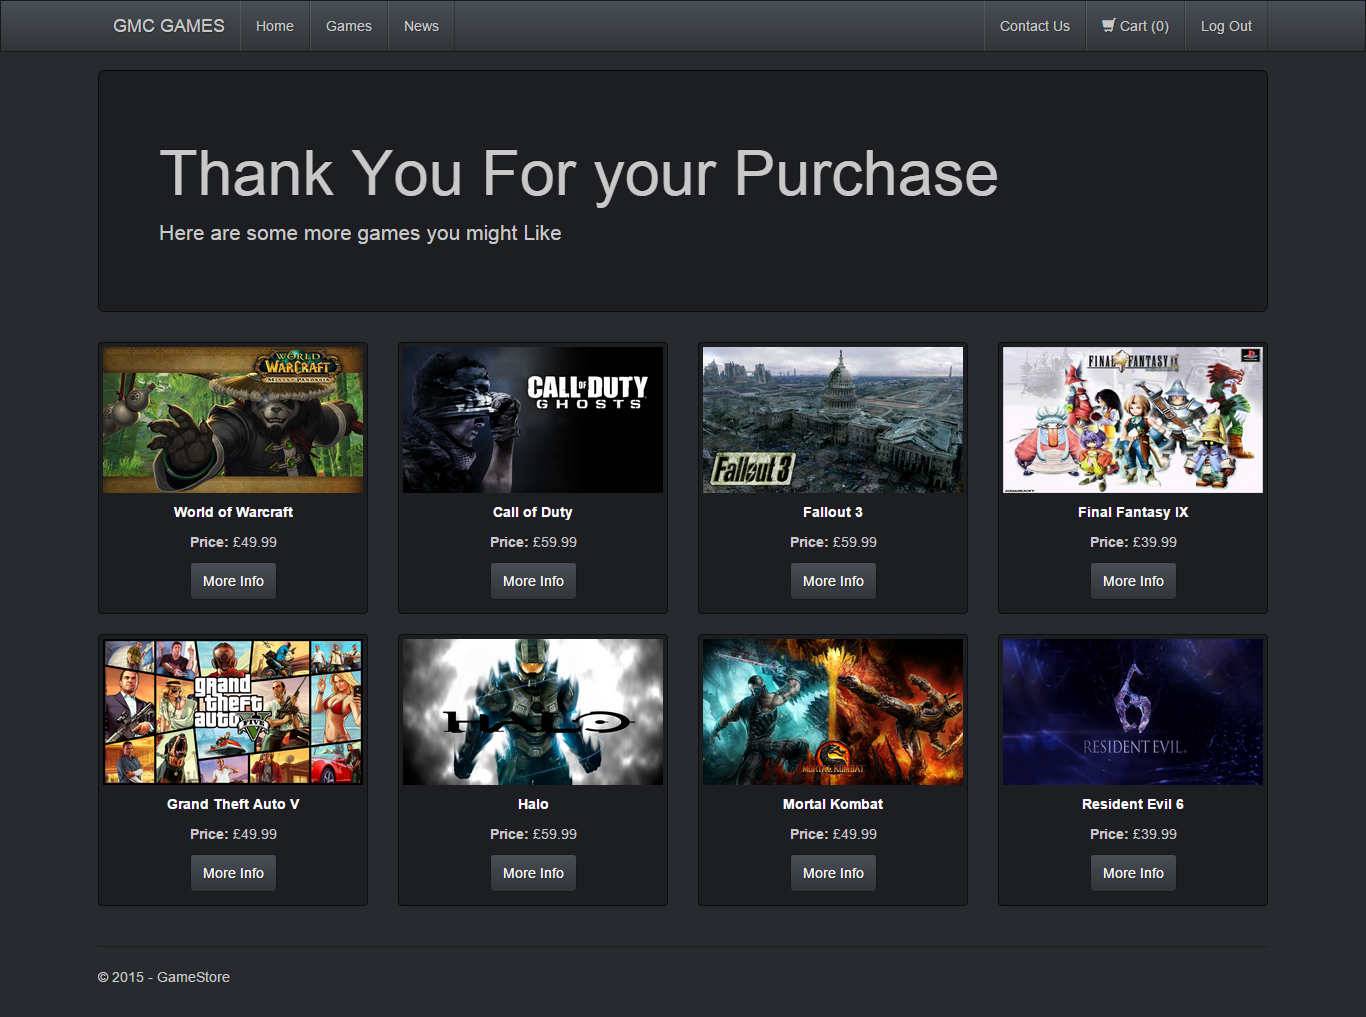 GMC GAMES Home Games News Contact Us Cart (0) Log Out
Thank You For your Purchase
Here are some more games you might Like
WORLD
WARCRAFT
MISTS OF PANDARIA
CALL OF DUTY
GHOSTS
Fallout 3
FINAL FANTASY IX
SQUARESOFT
World of Warcraft
Call of Duty
Fallout 3
Final Fantasy IX
Price: £49.99
Price: £59.99
Price: £59.99
Price: £39.99
More Info
More Info
More Info
More Info
grand
theft
auto
FIVE
HALO
MORTAL KOMBAT
RESIDENT EVIL
Grand Theft Auto V
Halo
Mortal Kombat
Resident Evil 6
Price: £49.99
Price: £59.99
Price: £49.99
Price: £39.99
More Info
More Info
More Info
More Info
© 2015 - GameStore